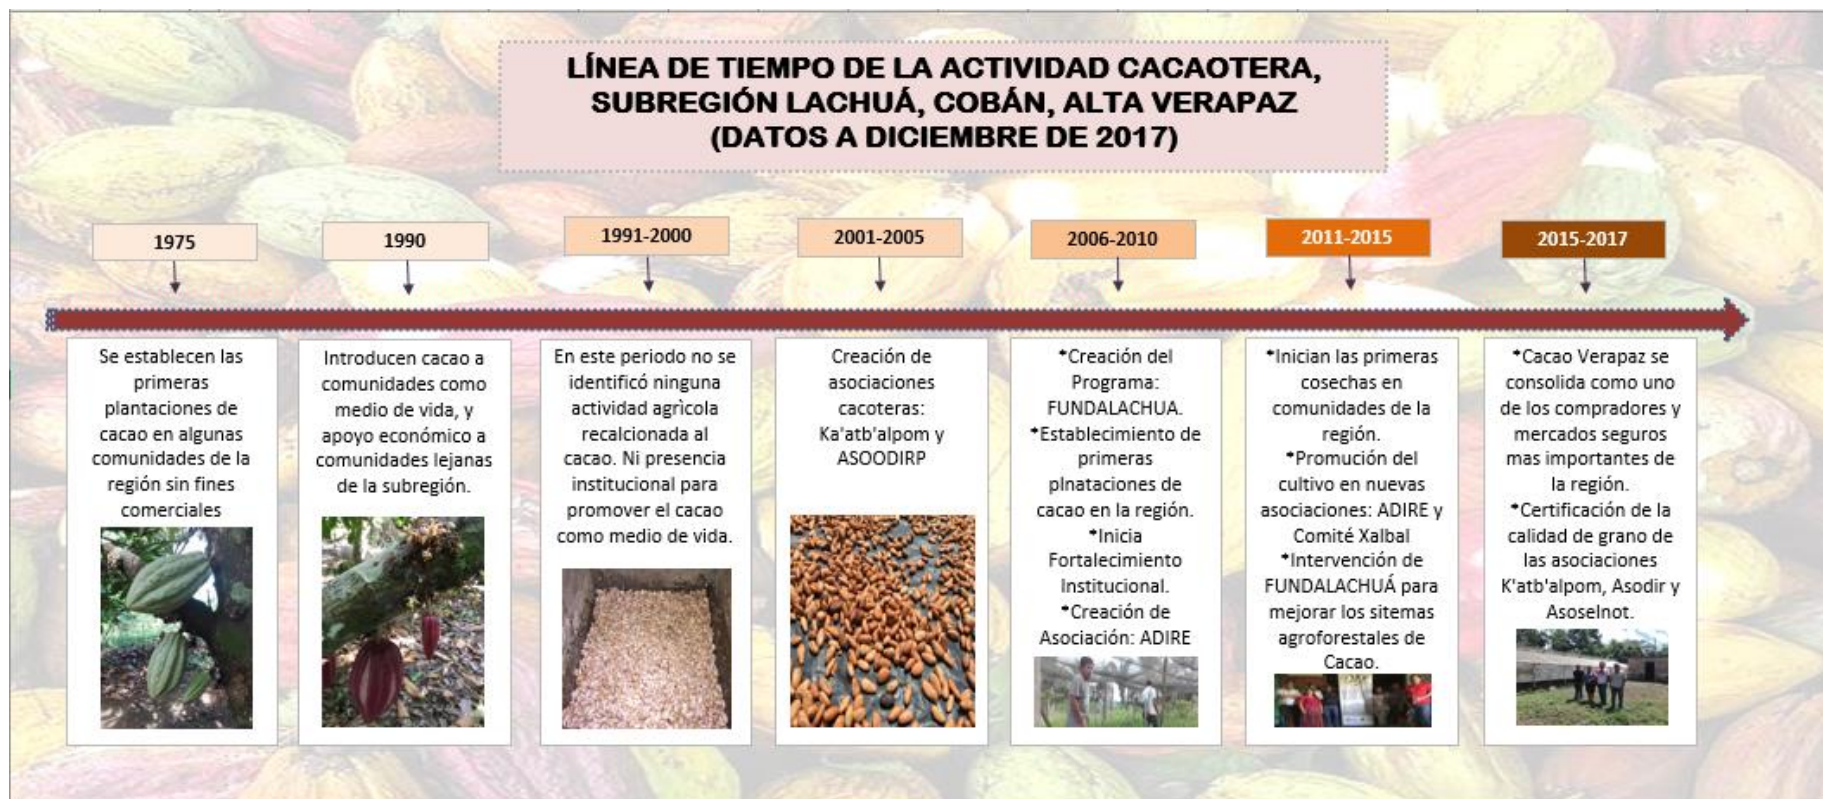 LÍNEA DE TIEMPO DE LA ACTIVIDAD CACAOTERA,
SUBREGIÓN LACHUÁ, COBÁN, ALTA VERAPAZ
(DATOS A DICIEMBRE DE 2017)
1975
Se establecen las
primeras
plantaciones de
cacao en algunas
comunidades de la
región sin fines
comerciales
1990
Introducen cacao a
comunidades como
medio de vida, y
apoyo económico a
comunidades lejanas
de la subregión.
1991-2000
En este periodo no se
identificó ninguna
actividad agrìcola
recalcionada al
cacao. Ni presencia
institucional para
promover el cacao
como medio de vida.
2001-2005
Creación de
asociaciones
cacoteras:
Ka'atb'alpom y
ASOODIRP
2006-2010
*Creación del
Programa:
FUNDALACHUA.
*Establecimiento de
primeras
plnataciones de
cacao en la región.
*Inicia
Fortalecimiento
Institucional.
*Creación de
Asociación: ADIRE
2011-2015
*Inician las primeras
cosechas en
comunidades de la
región.
*Promución del
cultivo en nuevas
asociaciones: ADIRE y
Comité Xalbal
*Intervención de
FUNDALACHUÁ para
mejorar los sitemas
agroforestales de
Cacao.
2015-2017
*Cacao Verapaz se
consolida como uno
de los compradores y
mercados seguros
mas importantes de
la región.
*Certificación de la
calidad de grano de
las asociaciones
K'atb'alpom, Asodir y
Asoselnot.